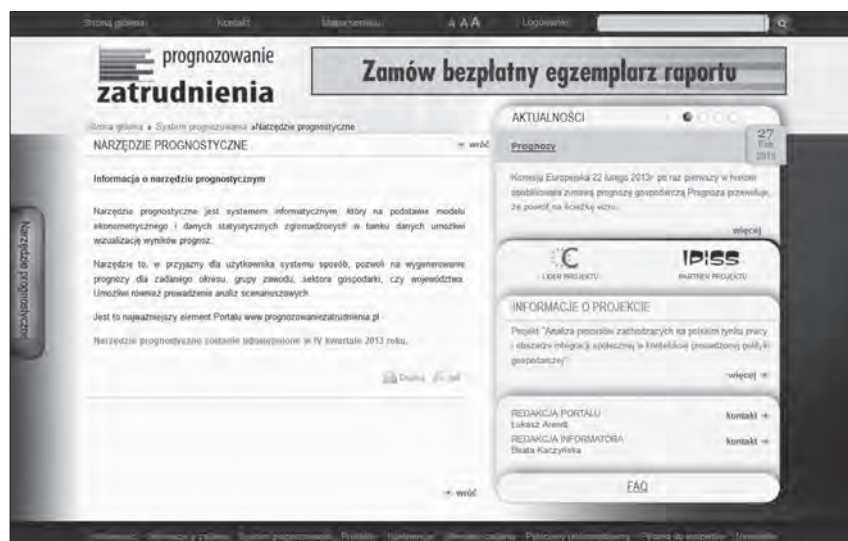 Strona główna Kontakt Mapa serwisu A A A Logowanie
prognozowanie
zatrudnienia
Zamów bezpłatny egzemplarz raportu
Strona główna » System prognozowania »Narzędzie prognostyczne
NARZĘDZIE PROGNOSTYCZNE
wróć
Informacja o narzędziu prognostycznym
Narzędzie prognostyczne jest systemem informatycznym, który na podstawie modelu
ekonometrycznego i danych statystycznych zgromadzonych w banku danych umożliwi
wizualizację wyników prognoz.
Narzędzie to, w przyjazny dla użytkownika systemu sposób, pozwoli na wygenerowanie
prognozy dla zadanego okresu, grupy zawodu, sektora gospodarki, czy województwa.
Umożliwi również prowadzenie analiz scenariuszowych.
Jest to najważniejszy element Portalu www.prognozowaniezatrudnienia.pl
Narzędzie prognostyczne zostanie udostępnione w IV kwartale 2013 roku.
Drukuj pdf
wróć
Narzędzie prognostyczne
AKTUALNOŚCI
27
Feb
2013
Prognozy
Komisja Europejska 22 lutego 2013r. po raz pierwszy w historii
opublikowała zimową prognozę gospodarczą. Prognoza przewiduje,
że powrót na ścieżkę wzro...
więcej
LIDER PROJEKTU
IPiSS
PARTNER PROJEKTU
INFORMACJE O PROJEKCIE
Projekt "Analiza procesów zachodzących na polskim rynku pracy
i obszarze integracji społecznej w kontekście prowadzonej polityki
gospodarczej"
więcej
REDAKCJA PORTALU kontakt
Łukasz Arendt
REDAKCJA INFORMATORA kontakt
Beata Kaczyńska
FAQ